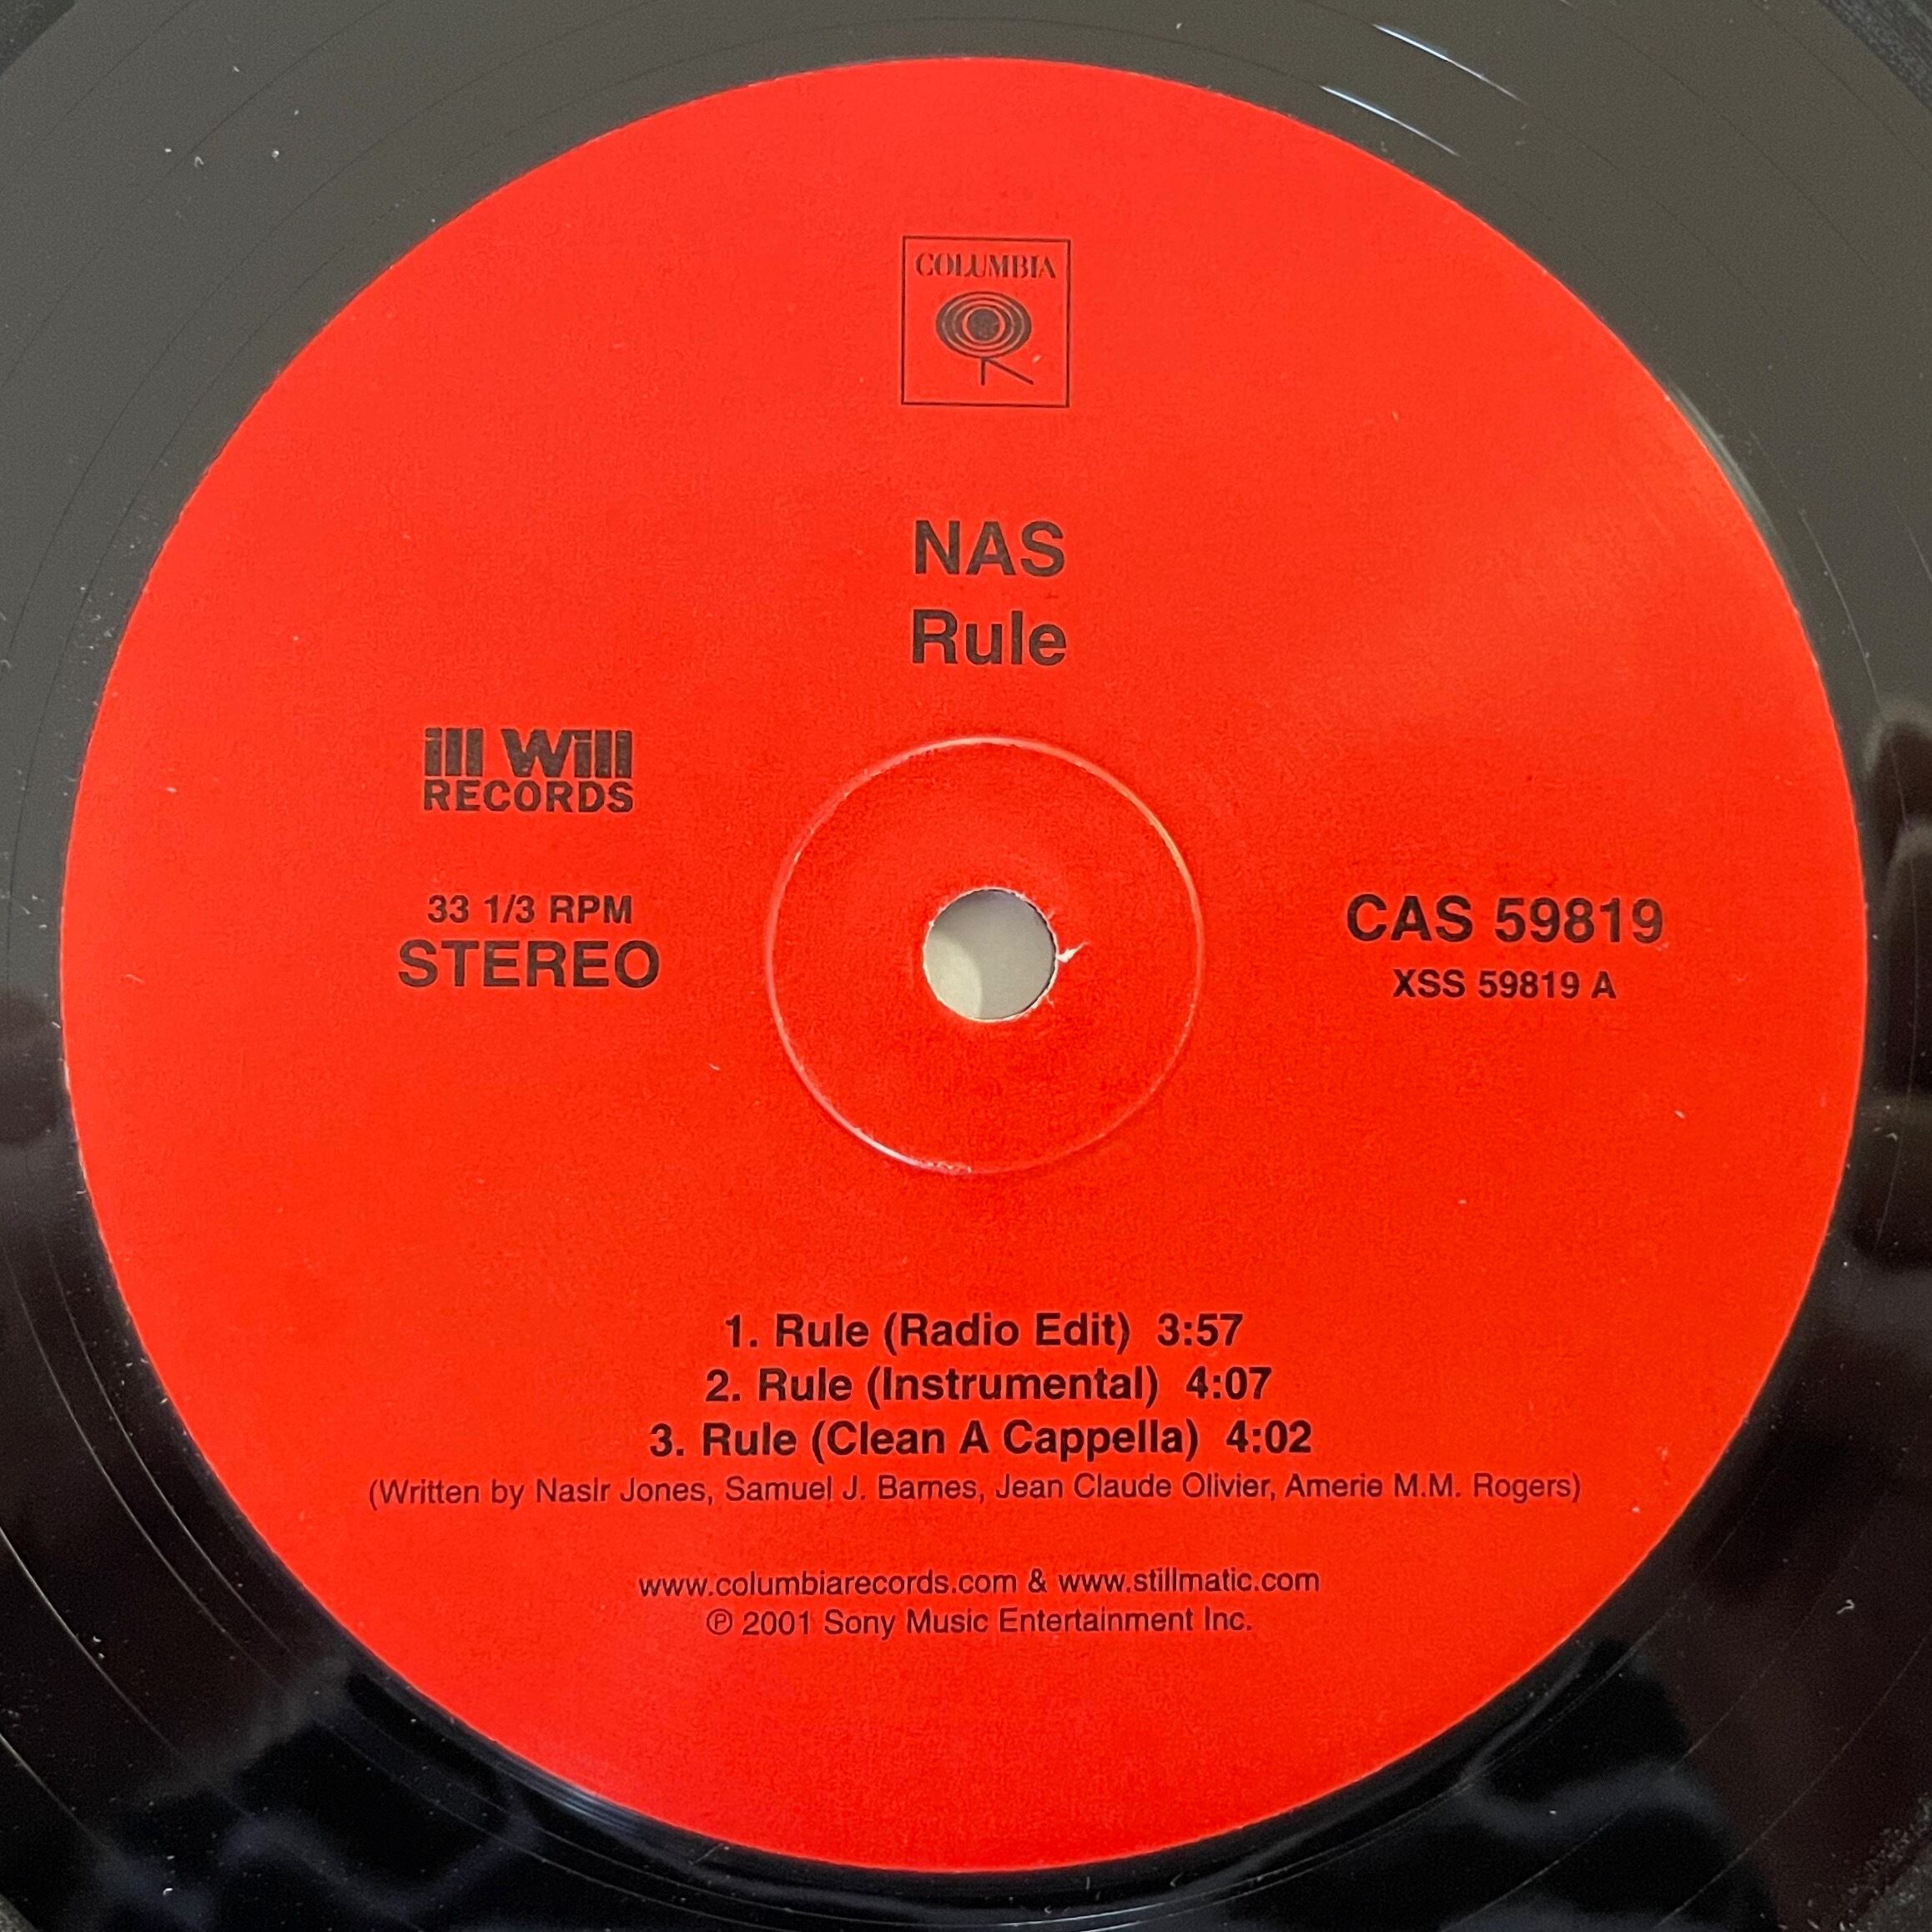 COLUMBIA
NAS
Rule
ill Will
RECORDS
33 1/3 RPM
STEREO
CAS 59819
XSS 59819 A
1. Rule (Radio Edit) 3:57
2. Rule (Instrumental) 4:07
3. Rule (Clean A Cappella) 4:02
(Written by Nasir Jones, Samuel J. Barnes, Jean Claude Olivier, Amerie M.M. Rogers)
www.columbiarecords.com & www.stillmatic.com
℗ 2001 Sony Music Entertainment Inc.